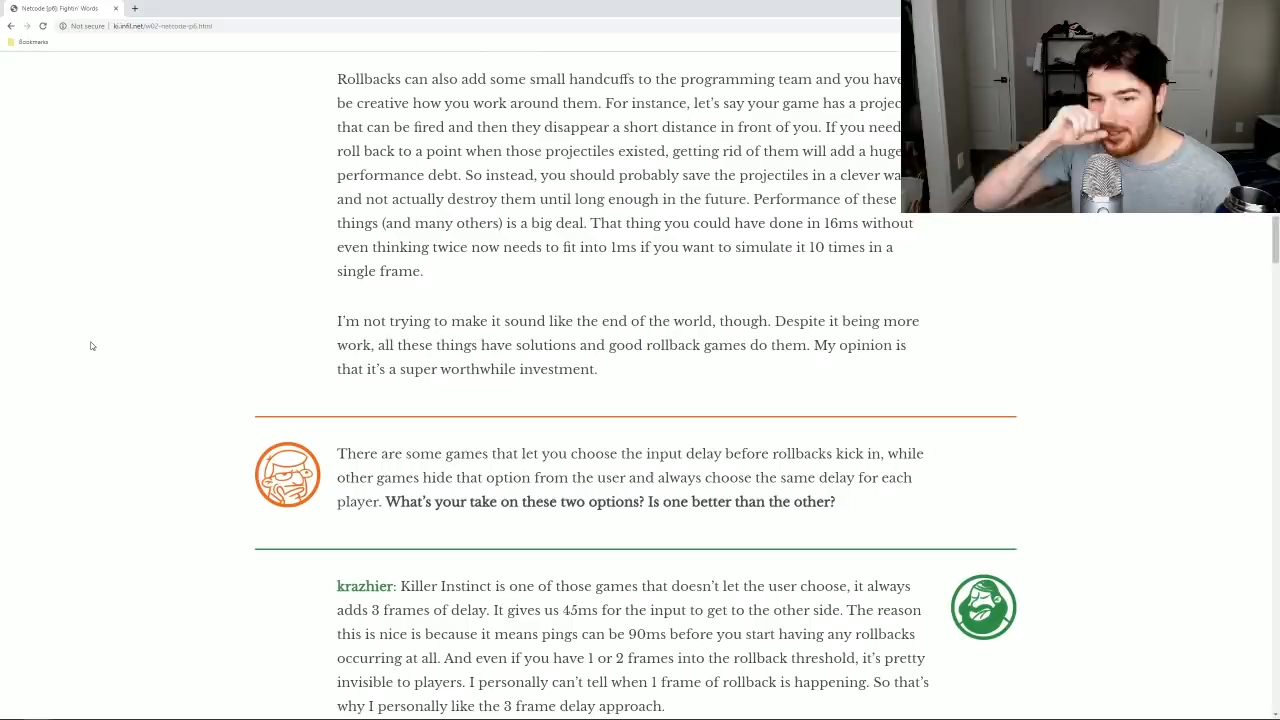 Netcode [p6]: Fightin' Words
Not secure | ki.infil.net/w02-netcode-p6.html
Bookmarks
Rollbacks can also add some small handcuffs to the programming team and you have
be creative how you work around them. For instance, let's say your game has a projec
that can be fired and then they disappear a short distance in front of you. If you need
roll back to a point when those projectiles existed, getting rid of them will add a huge
performance debt. So instead, you should probably save the projectiles in a clever wa
and not actually destroy them until long enough in the future. Performance of these
things (and many others) is a big deal. That thing you could have done in 16ms without
even thinking twice now needs to fit into 1ms if you want to simulate it 10 times in a
single frame.
I'm not trying to make it sound like the end of the world, though. Despite it being more
work, all these things have solutions and good rollback games do them. My opinion is
that it's a super worthwhile investment.
There are some games that let you choose the input delay before rollbacks kick in, while
other games hide that option from the user and always choose the same delay for each
player. What's your take on these two options? Is one better than the other?
krazhier: Killer Instinct is one of those games that doesn't let the user choose, it always
adds 3 frames of delay. It gives us 45ms for the input to get to the other side. The reason
this is nice is because it means pings can be 90ms before you start having any rollbacks
occurring at all. And even if you have 1 or 2 frames into the rollback threshold, it's pretty
invisible to players. I personally can't tell when 1 frame of rollback is happening. So that's
why I personally like the 3 frame delay approach.